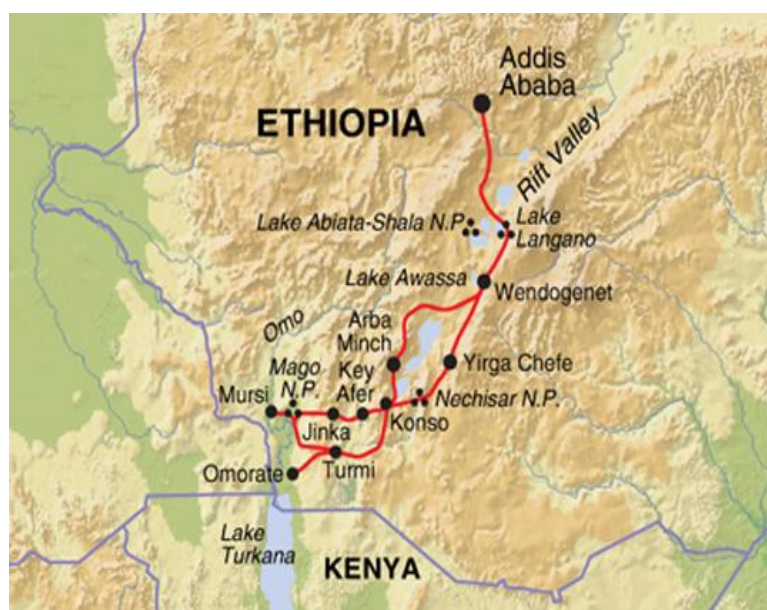 Addis
Ababa
ETHIOPIA
Rift Valley
Lake Abiata-Shala N.P.
Lake
Langano
Lake Awassa
Wendogenet
Omo
Arba
Minch
Yirga Chefe
Mago
N.P.
Key
Afer
Mursi
Nechisar N.P.
Konso
Jinka
Turmi
Omorate
Lake
Turkana
KENYA